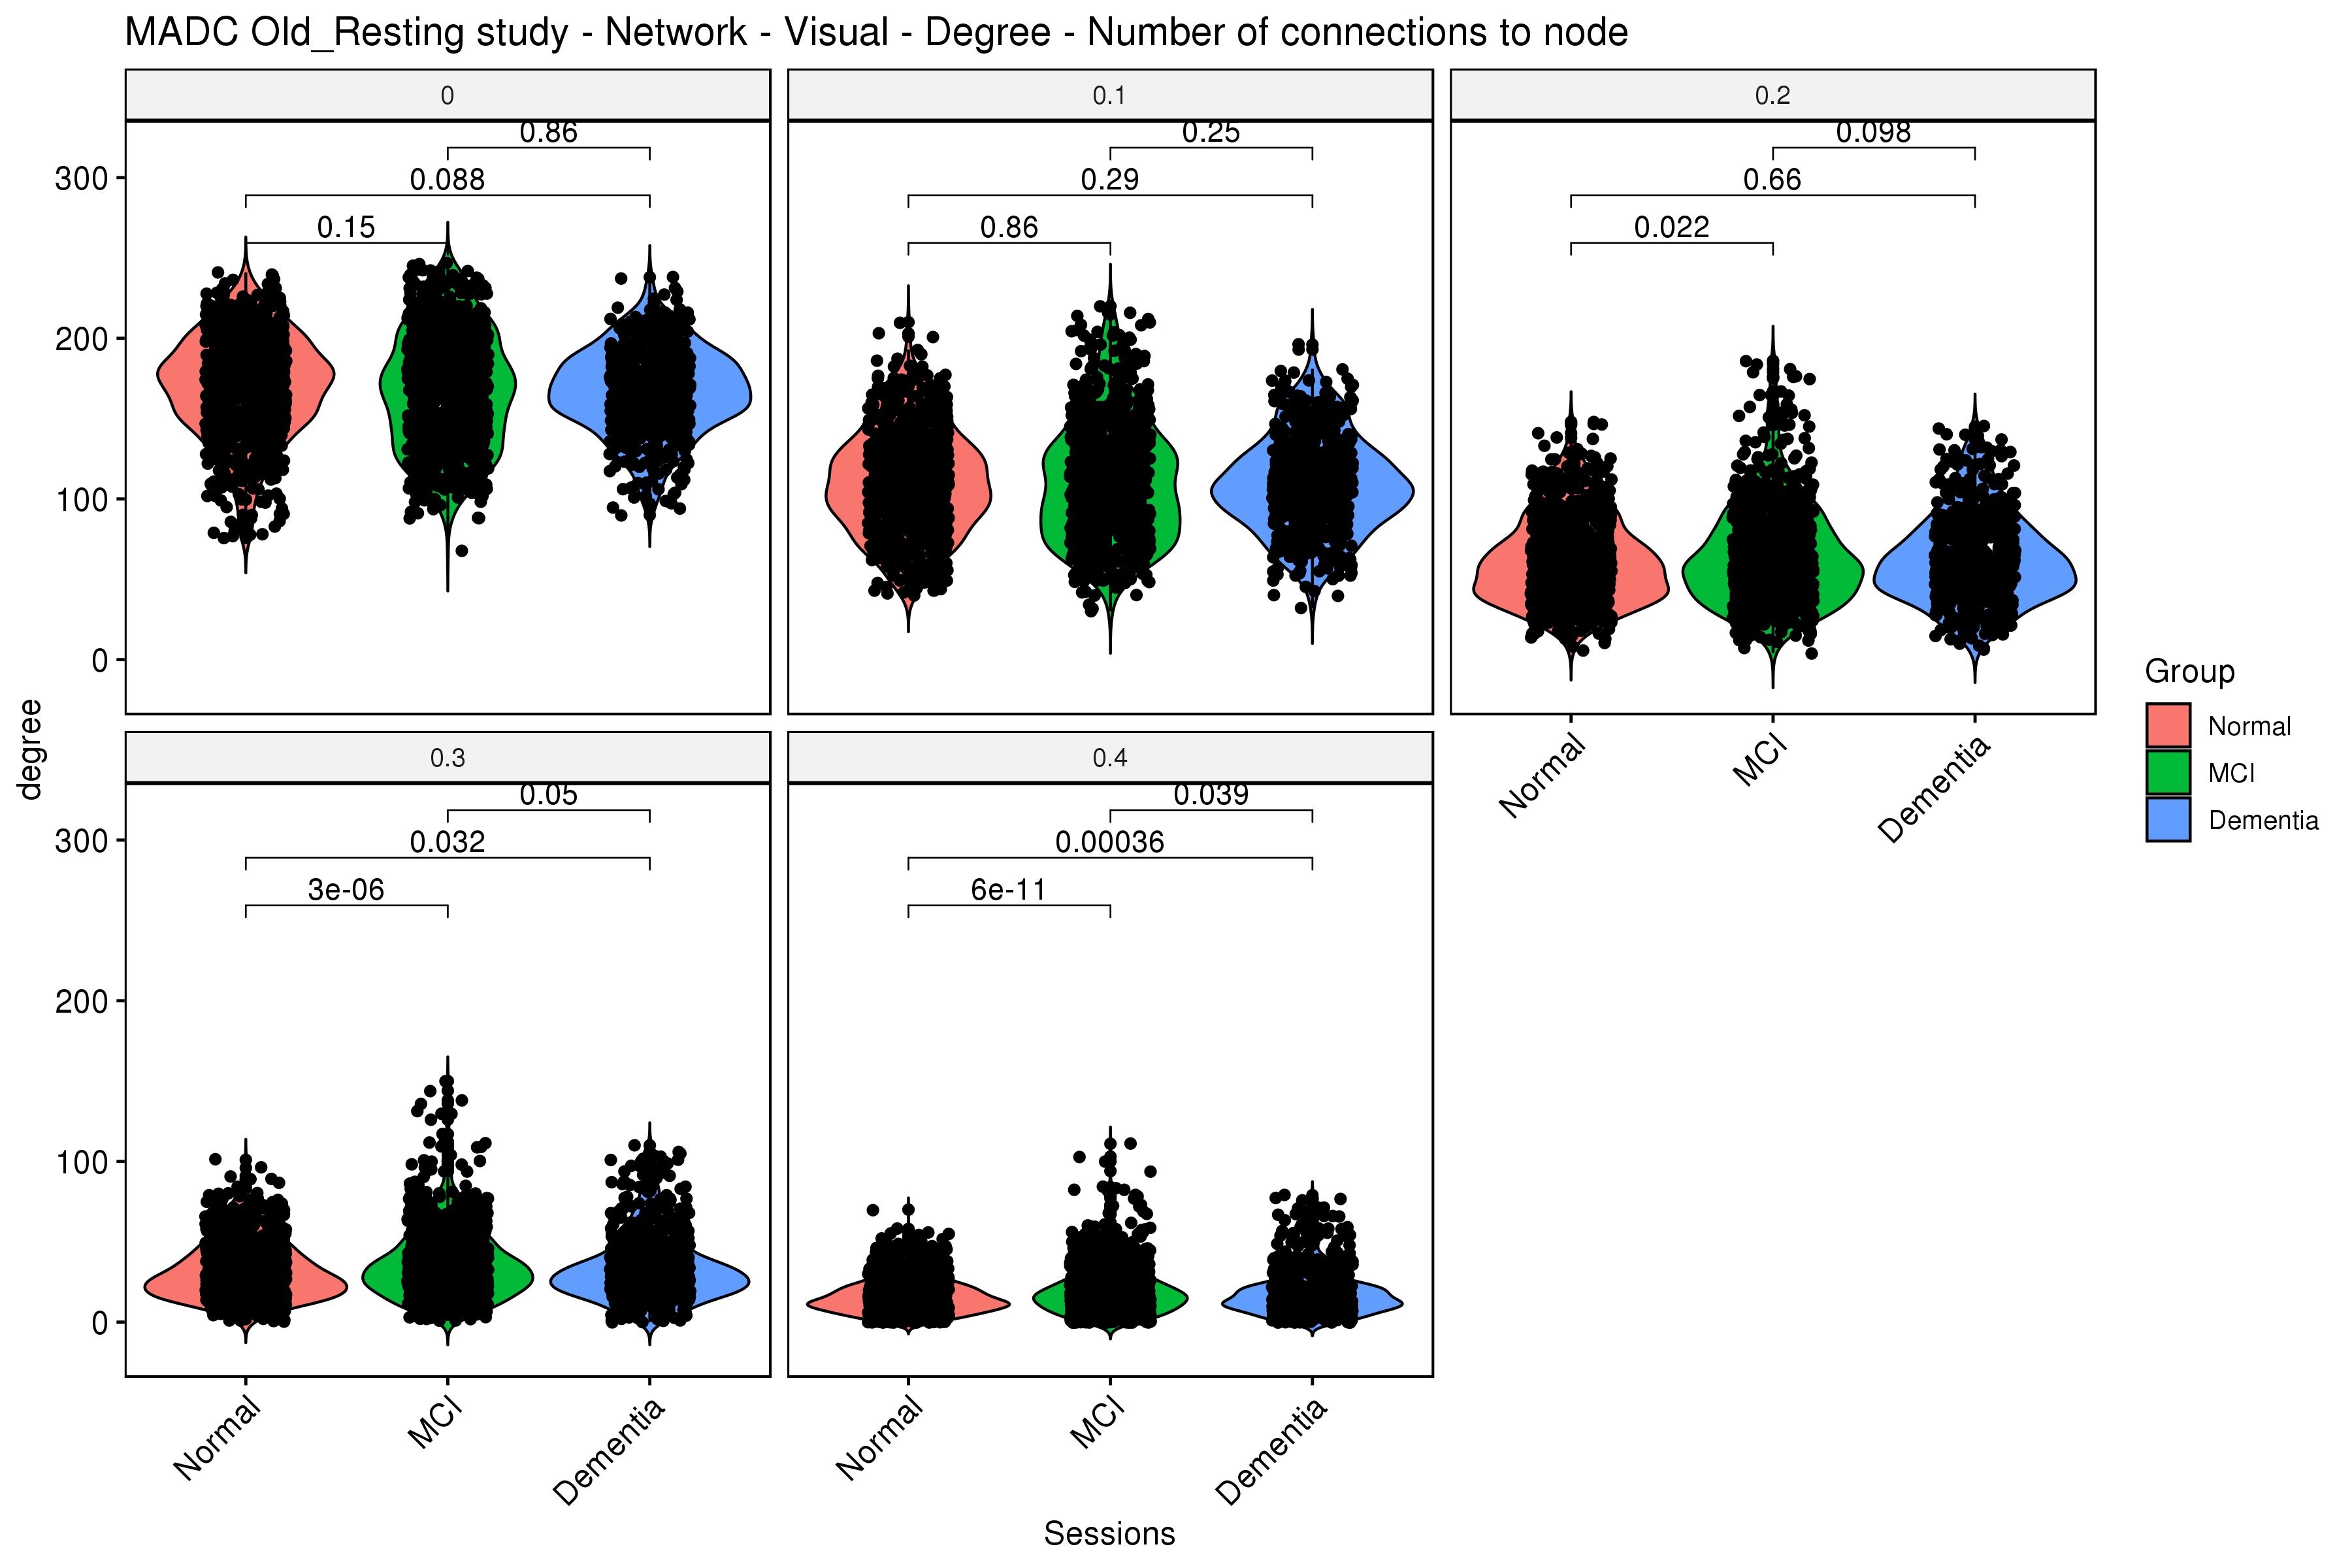 MADC Old_Resting study - Network - Visual - Degree - Number of connections to node
0
0.1
0.2
0.86
0.25
0.098
0.088
0.29
0.66
0.15
0.86
0.022
300
200
100
0
Normal
MCI
Dementia
degree
Group
Normal
MCI
Dementia
0.3
0.4
0.05
0.039
0.032
0.00036
3e-06
6e-11
300
200
100
0
Normal
MCI
Dementia
Normal
MCI
Dementia
Sessions